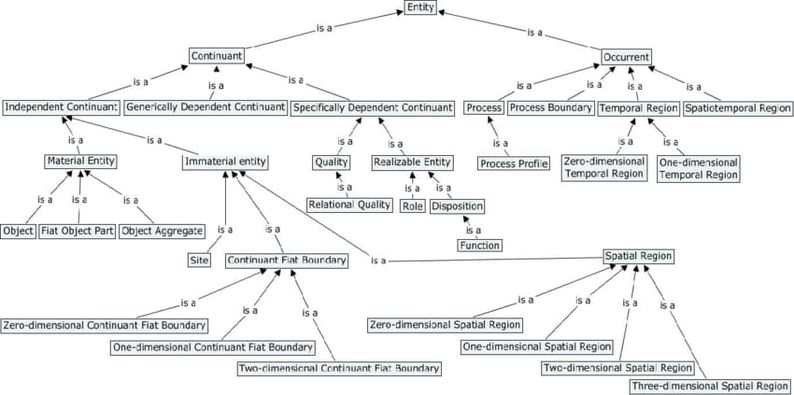 Entity
is a
is a
Continuant
Occurrent
is a
is a
is a
is a
is a
is a
is a
Independent Continuant
Generically Dependent Continuant
Specifically Dependent Continuant
Process
Process Boundary
Temporal Region
Spatiotemporal Region
is a
is a
is a
is a
is a
is a
is a
Material Entity
Immaterial entity
Quality
Realizable Entity
Process Profile
Zero-dimensional
Temporal Region
One-dimensional
Temporal Region
is a
is a
is a
is a
is a
is a
Relational Quality
Role
Disposition
Object
Fiat Object Part
Object Aggregate
is a
is a
is a
Function
Site
Continuant Fiat Boundary
is a
Spatial Region
is a
is a
is a
is a
is a
is a
is a
Zero-dimensional Continuant Fiat Boundary
Zero-dimensional Spatial Region
One-dimensional Continuant Fiat Boundary
One-dimensional Spatial Region
Two-dimensional Continuant Fiat Boundary
Two-dimensional Spatial Region
Three-dimensional Spatial Region